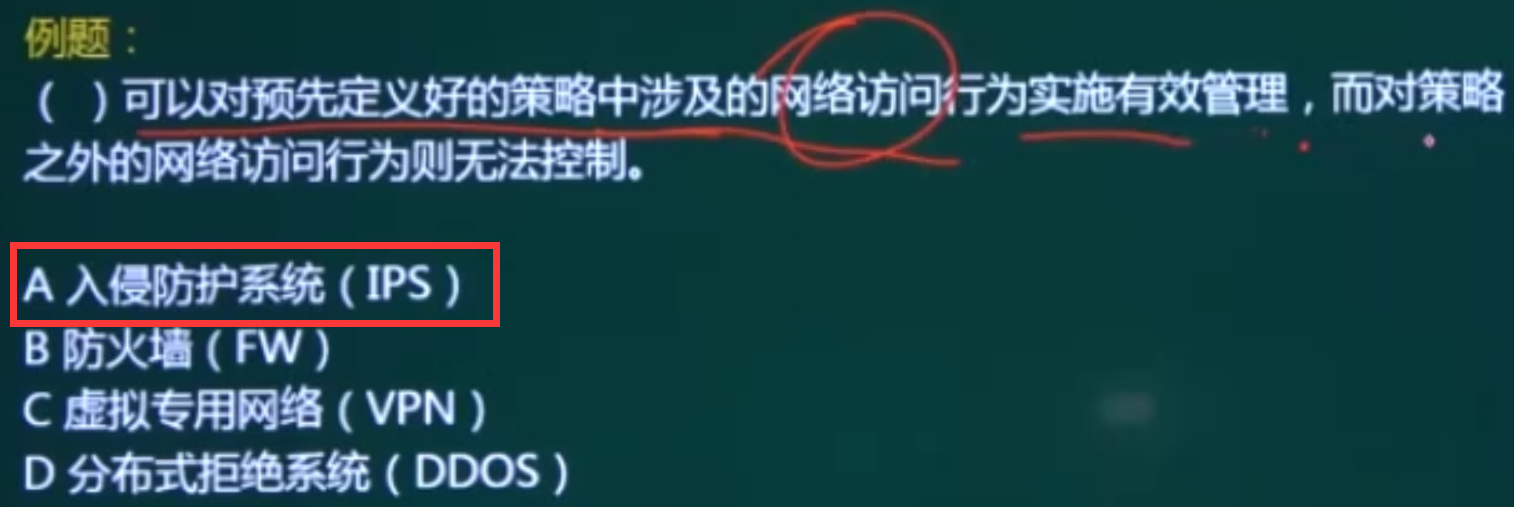 例题：
（ ）可以对预先定义好的策略中涉及的网络访问行为实施有效管理，而对策略
之外的网络访问行为则无法控制。
A 入侵防护系统（IPS）
B 防火墙（FW）
C 虚拟专用网络（VPN）
D 分布式拒绝系统（DDOS）